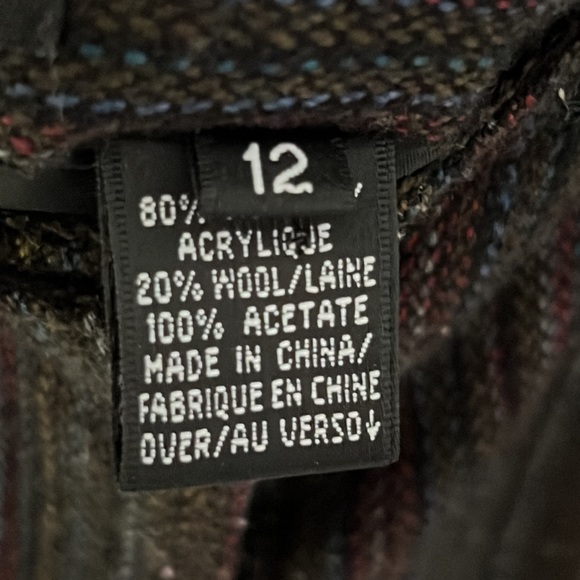 12
80%
ACRYLIQUE
20% WOOL/LAINE
100% ACETATE
MADE IN CHINA/
FABRIQUE EN CHINE
OVER/AU VERSO↓